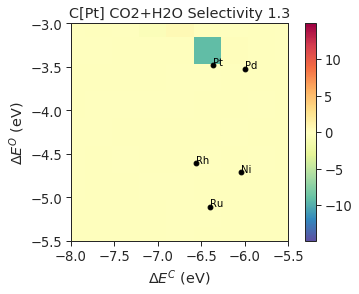 C[Pt] CO2+H2O Selectivity 1.3
−3.0
−3.5
−4.0
−4.5
−5.0
−5.5
ΔE^O (eV)
Pt
Pd
Rh
Ni
Ru
−8.0 −7.5 −7.0 −6.5 −6.0 −5.5
ΔE^C (eV)
10
5
0
−5
−10